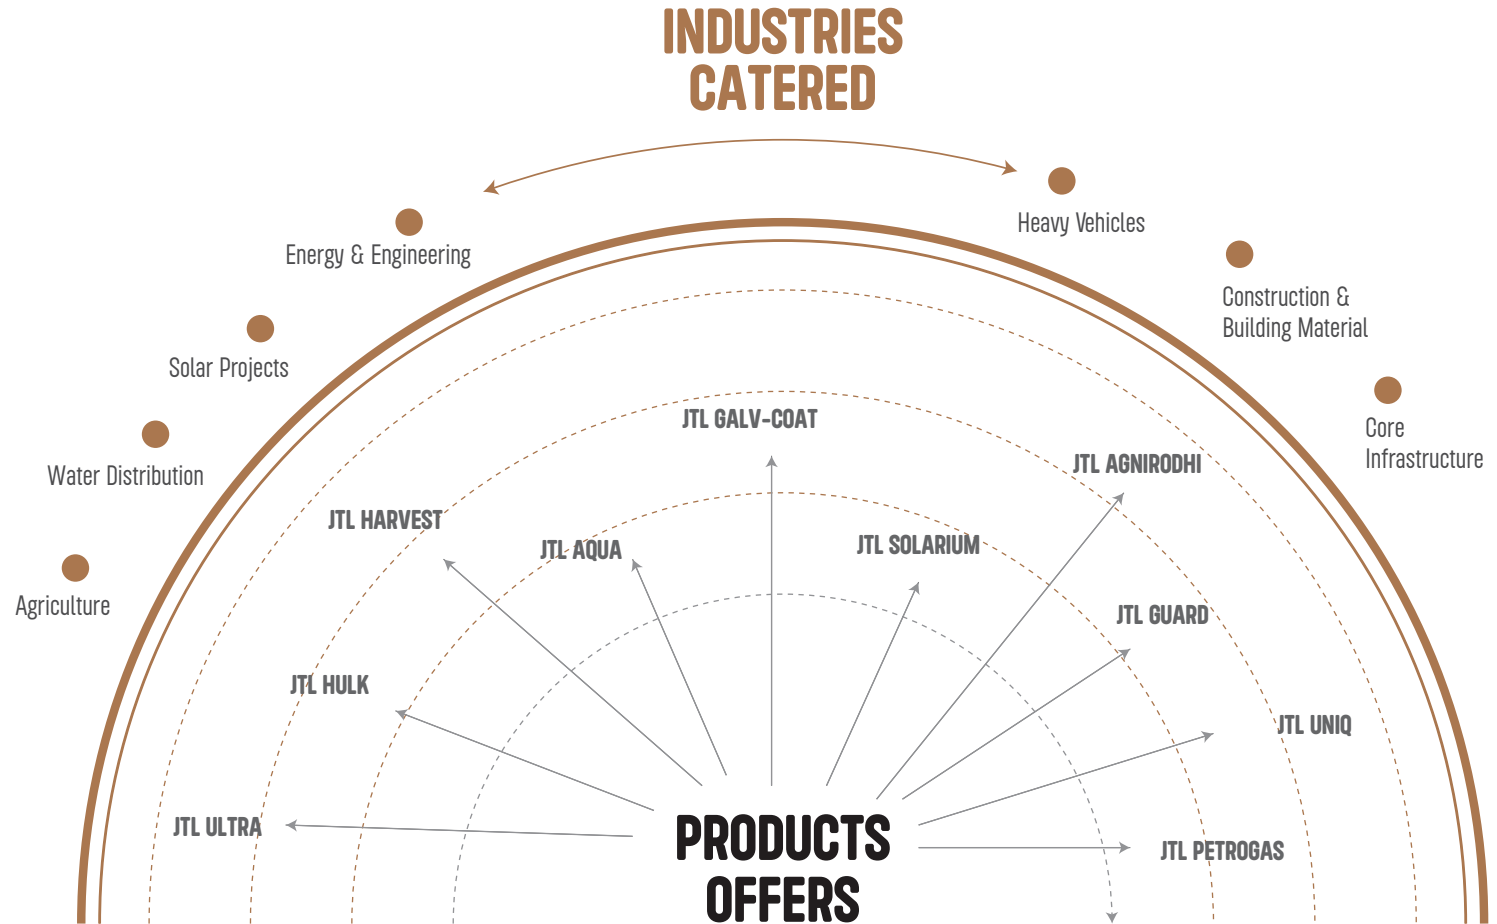 INDUSTRIES
CATERED
Heavy Vehicles
Energy & Engineering
Construction &
Building Material
Solar Projects
Core
Infrastructure
Water Distribution
Agriculture
JTL GALV-COAT
JTL AGNIRODHI
JTL HARVEST
JTL AQUA
JTL SOLARIUM
JTL GUARD
JTL HULK
JTL UNIQ
JTL ULTRA
JTL PETROGAS
PRODUCTS
OFFERS